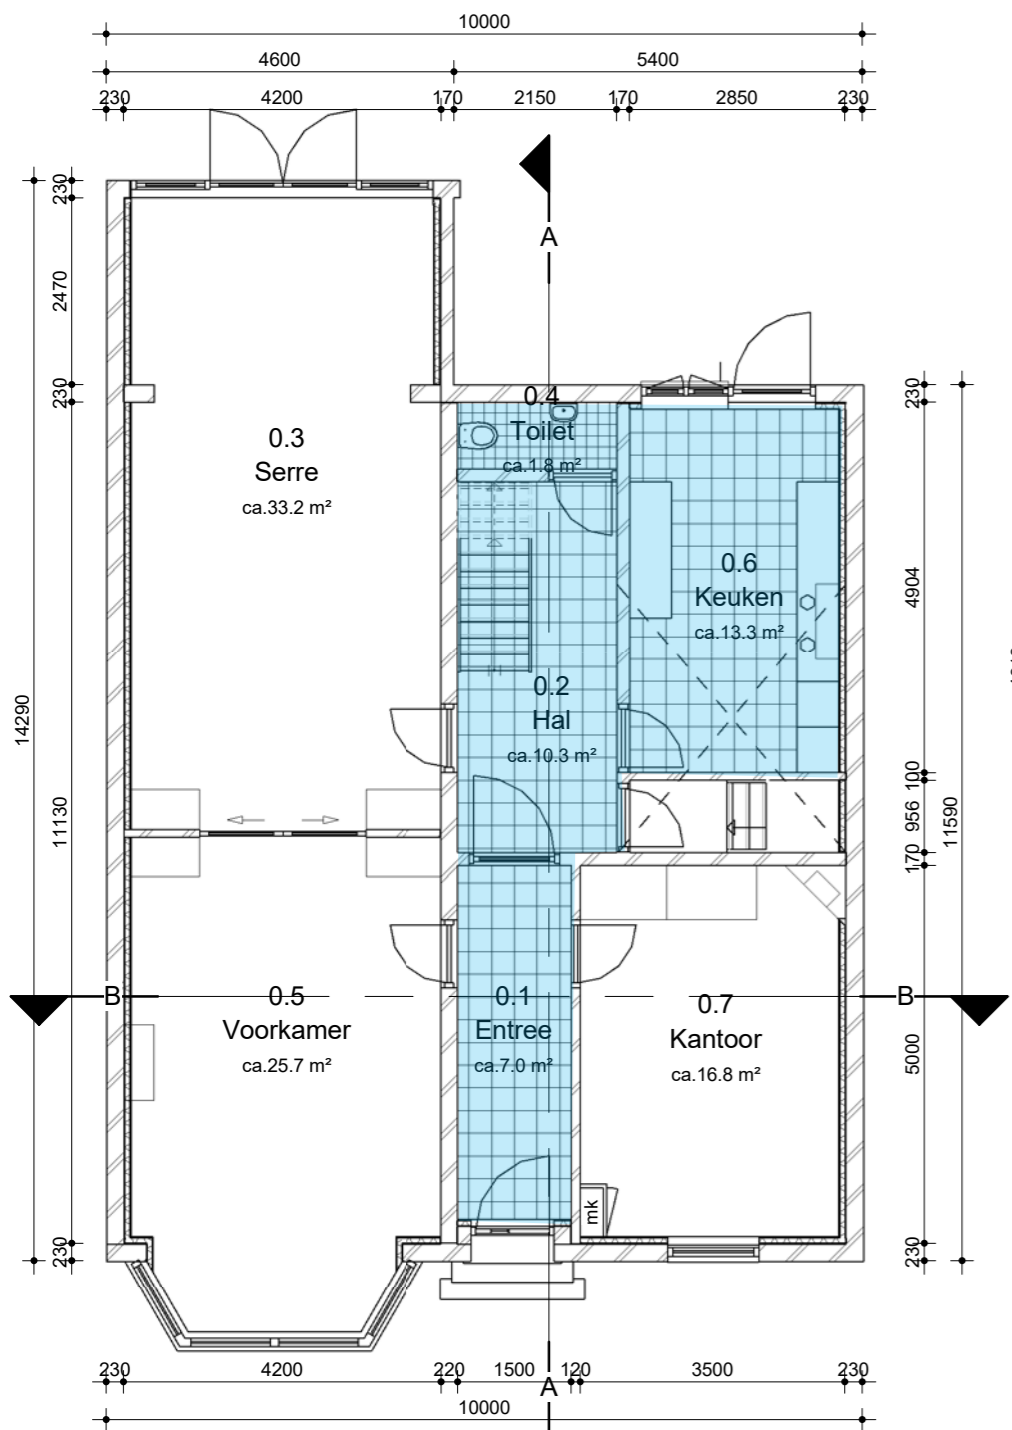 10000
4600 5400
230 4200 170 2150 170 2850 230
230
A
2470
230 230
0.4
Toilet
ca.1.8 m²
0.3
Serre
ca.33.2 m²
0.6
Keuken
ca.13.3 m²
4904
0.2
Hal
ca.10.3 m²
14290
11130
100
956
170
11590
B B
0.5
Voorkamer
ca.25.7 m²
0.1
Entree
ca.7.0 m²
0.7
Kantoor
ca.16.8 m²
5000
mk
230 230
230 4200 220 1500 120 3500 230
A
10000